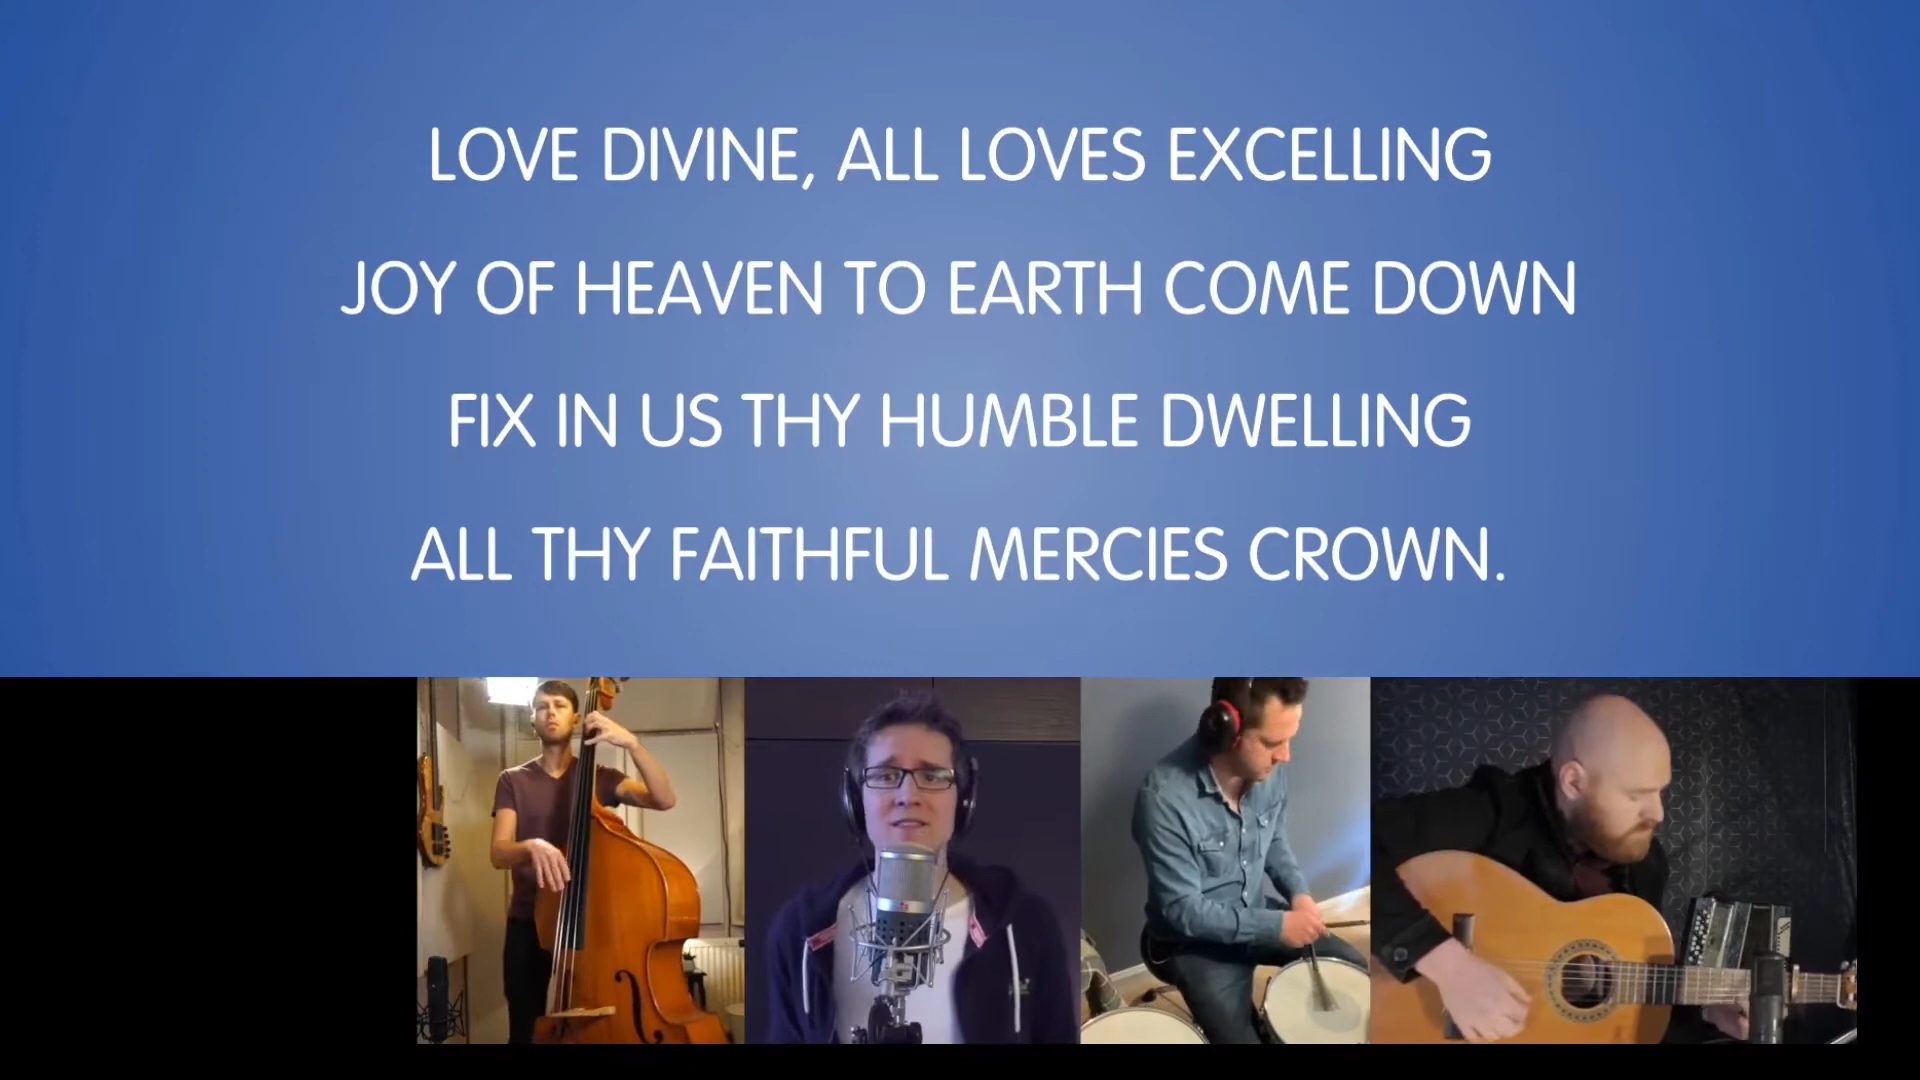 LOVE DIVINE, ALL LOVES EXCELLING
JOY OF HEAVEN TO EARTH COME DOWN
FIX IN US THY HUMBLE DWELLING
ALL THY FAITHFUL MERCIES CROWN.